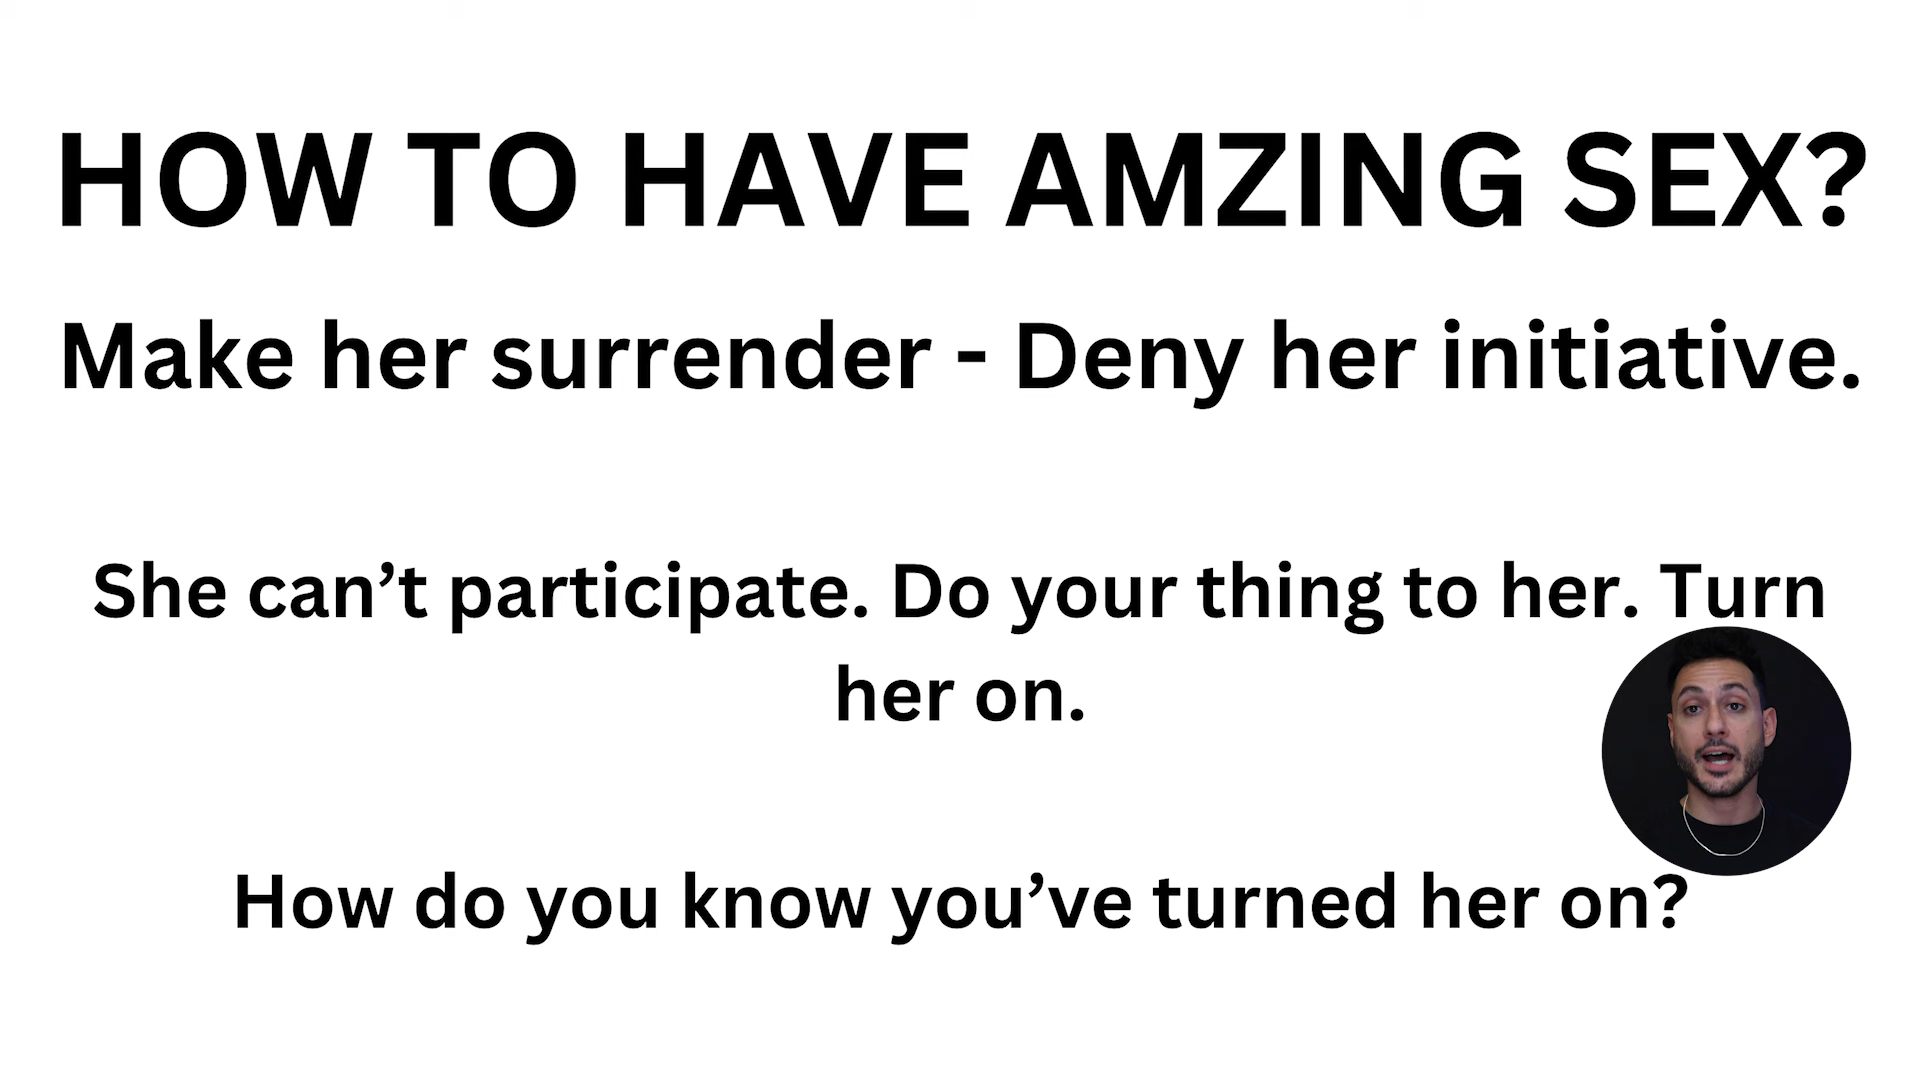 HOW TO HAVE AMZING SEX?
Make her surrender - Deny her initiative.
She can’t participate. Do your thing to her. Turn
her on.
How do you know you’ve turned her on?